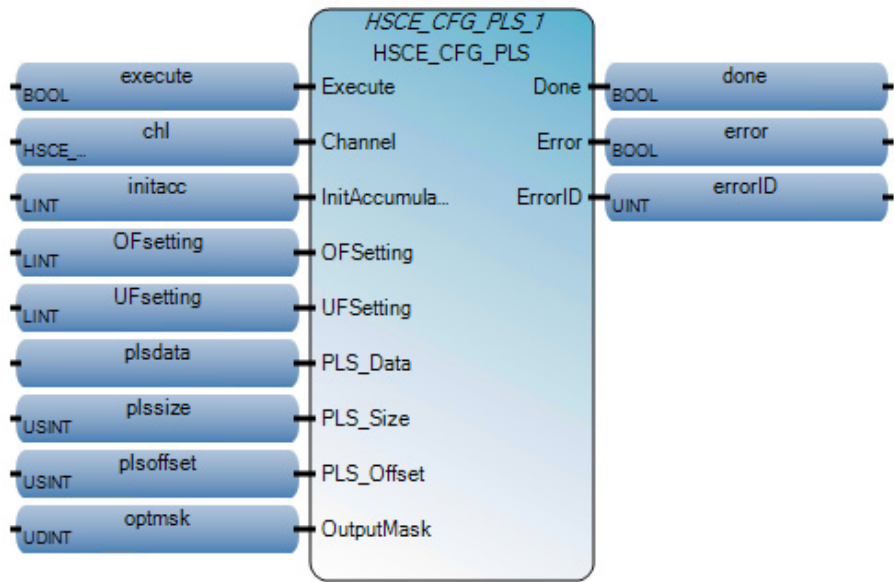 HSCE_CFG_PLS_1
HSCE_CFG_PLS
execute
BOOL
Execute
Done
done
BOOL
chl
HSCE_...
Channel
Error
error
BOOL
initacc
LINT
InitAccumula...
ErrorID
errorID
UINT
OFsetting
LINT
OFSetting
UFsetting
LINT
UFSetting
plsdata
PLS_Data
plssize
USINT
PLS_Size
plsoffset
USINT
PLS_Offset
optmsk
UDINT
OutputMask